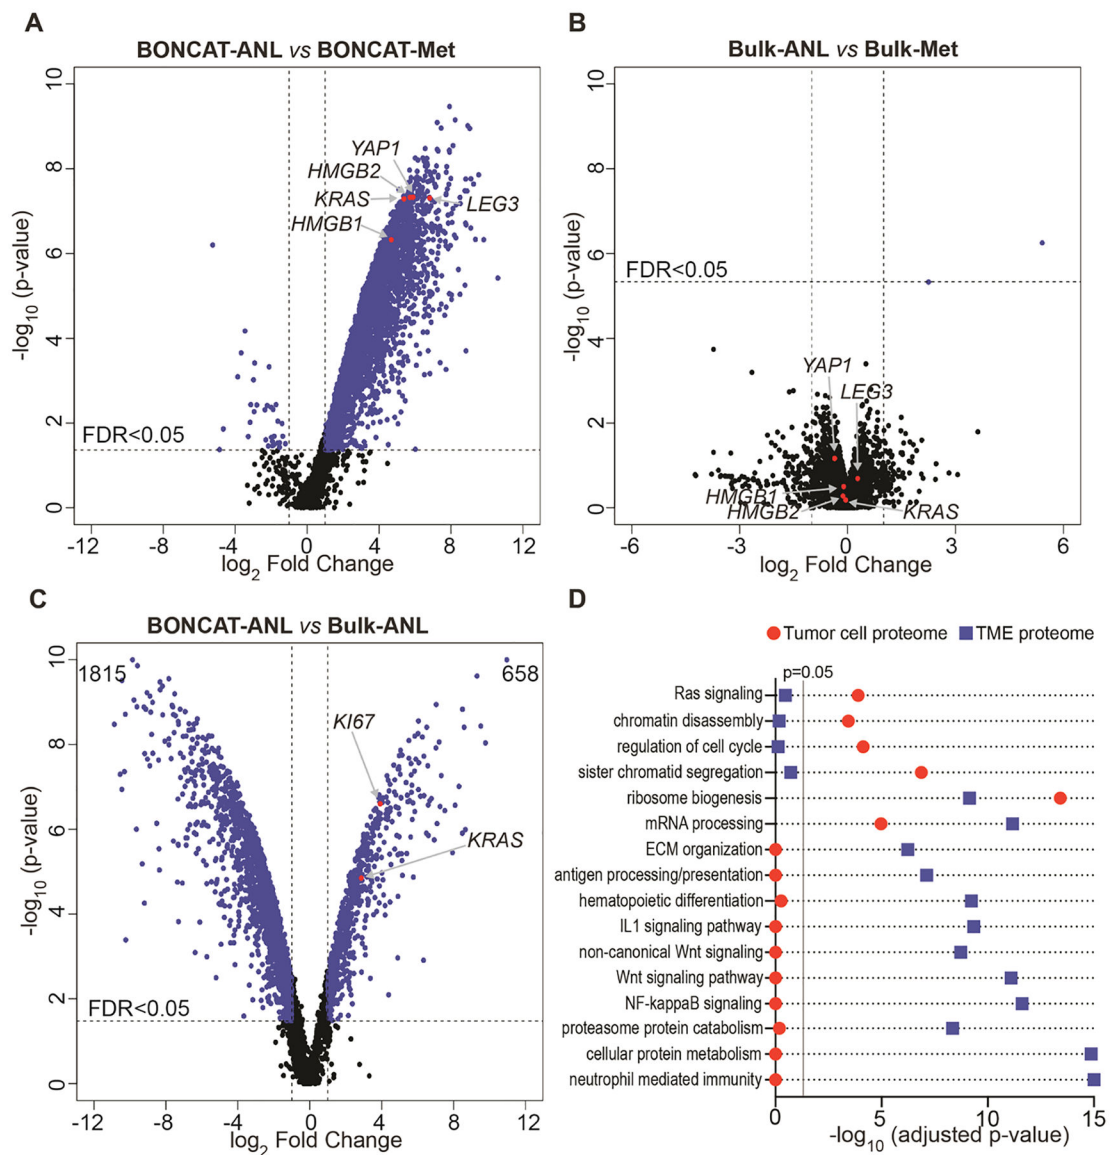 A
BONCAT-ANL vs BONCAT-Met
-log10 (p-value)
10
8
6
4
2
0
YAP1
HMGB2
KRAS
LEG3
HMGB1
FDR<0.05
-12 -8 -4 0 4 8 12
log2 Fold Change
B
Bulk-ANL vs Bulk-Met
-log10 (p-value)
10
8
6
4
2
0
FDR<0.05
YAP1
LEG3
HMGB1
HMGB2
KRAS
-6 -3 0 3 6
log2 Fold Change
C
BONCAT-ANL vs Bulk-ANL
-log10 (p-value)
10
8
6
4
2
0
1815
658
KI67
KRAS
FDR<0.05
-12 -8 -4 0 4 8 12
log2 Fold Change
D
Tumor cell proteome TME proteome
p=0.05
Ras signaling
chromatin disassembly
regulation of cell cycle
sister chromatid segregation
ribosome biogenesis
mRNA processing
ECM organization
antigen processing/presentation
hematopoietic differentiation
IL1 signaling pathway
non-canonical Wnt signaling
Wnt signaling pathway
NF-kappaB signaling
proteasome protein catabolism
cellular protein metabolism
neutrophil mediated immunity
0 5 10 15
-log10 (adjusted p-value)